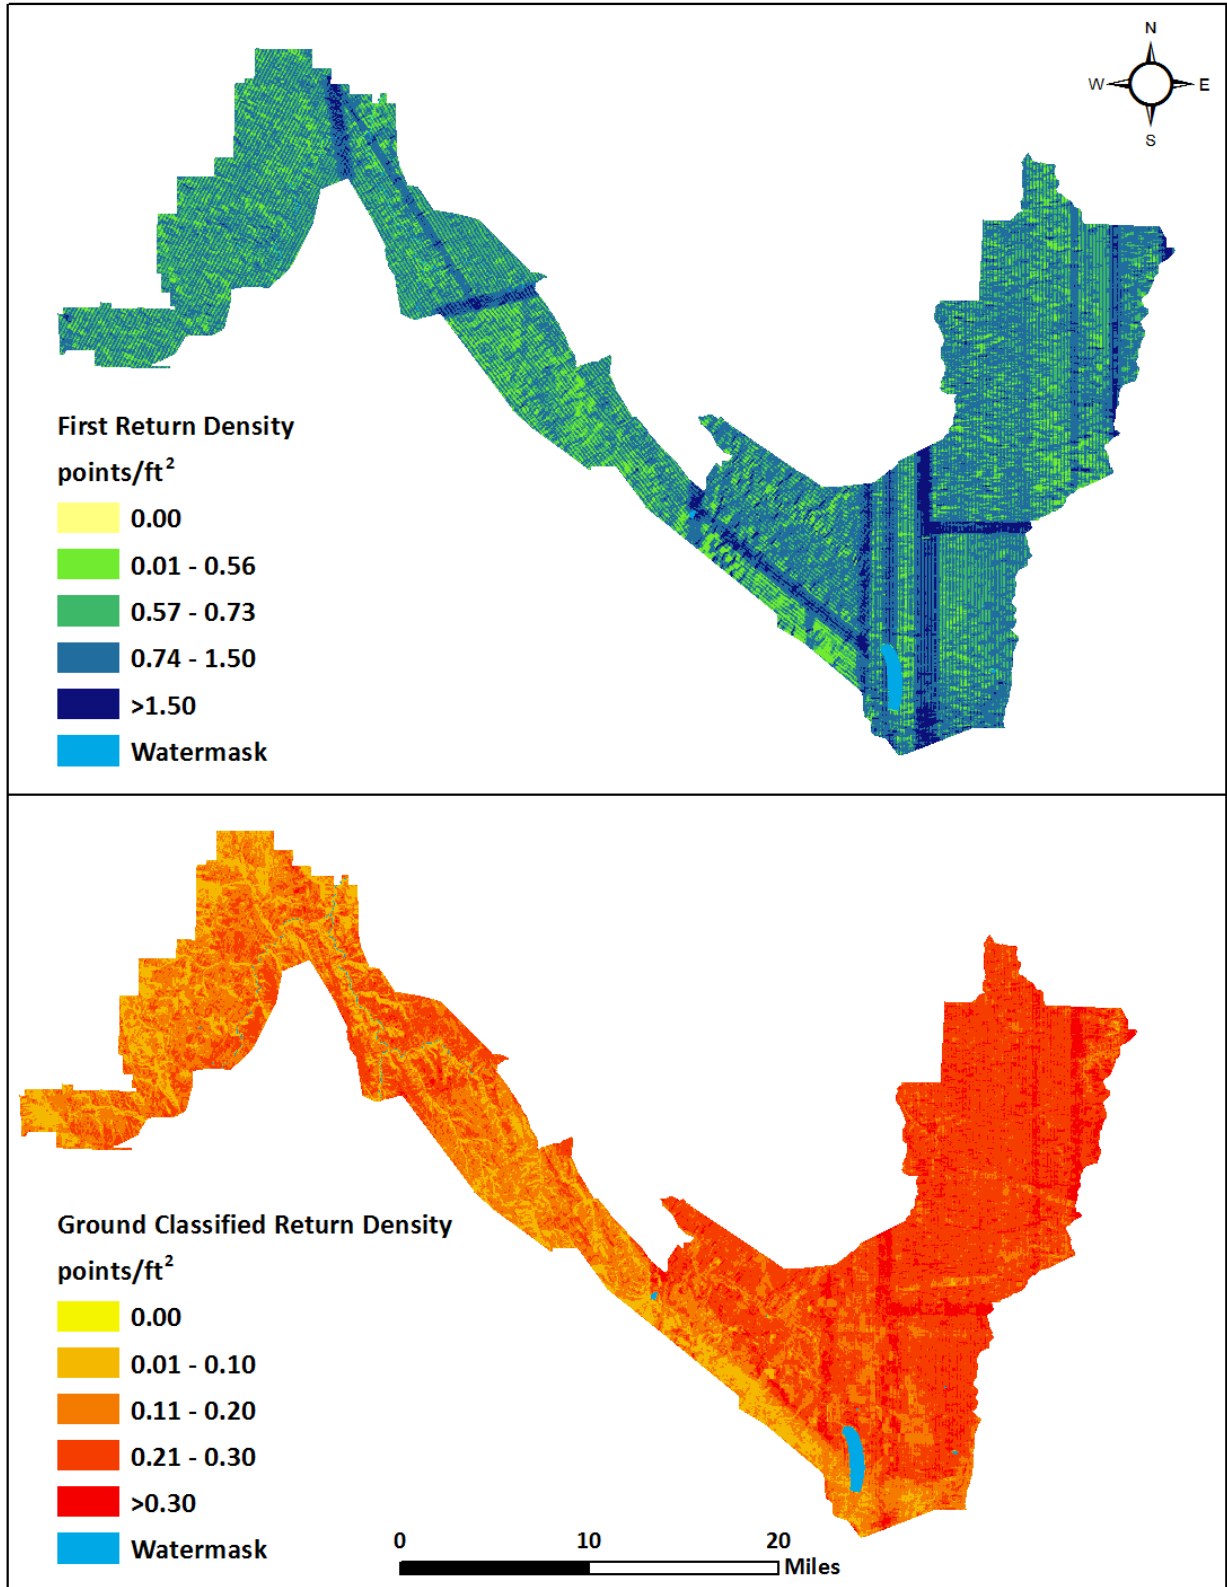 N
W E
S
First Return Density
points/ft²
0.00
0.01 - 0.56
0.57 - 0.73
0.74 - 1.50
>1.50
Watermask
Ground Classified Return Density
points/ft²
0.00
0.01 - 0.10
0.11 - 0.20
0.21 - 0.30
>0.30
Watermask
0 10 20
Miles